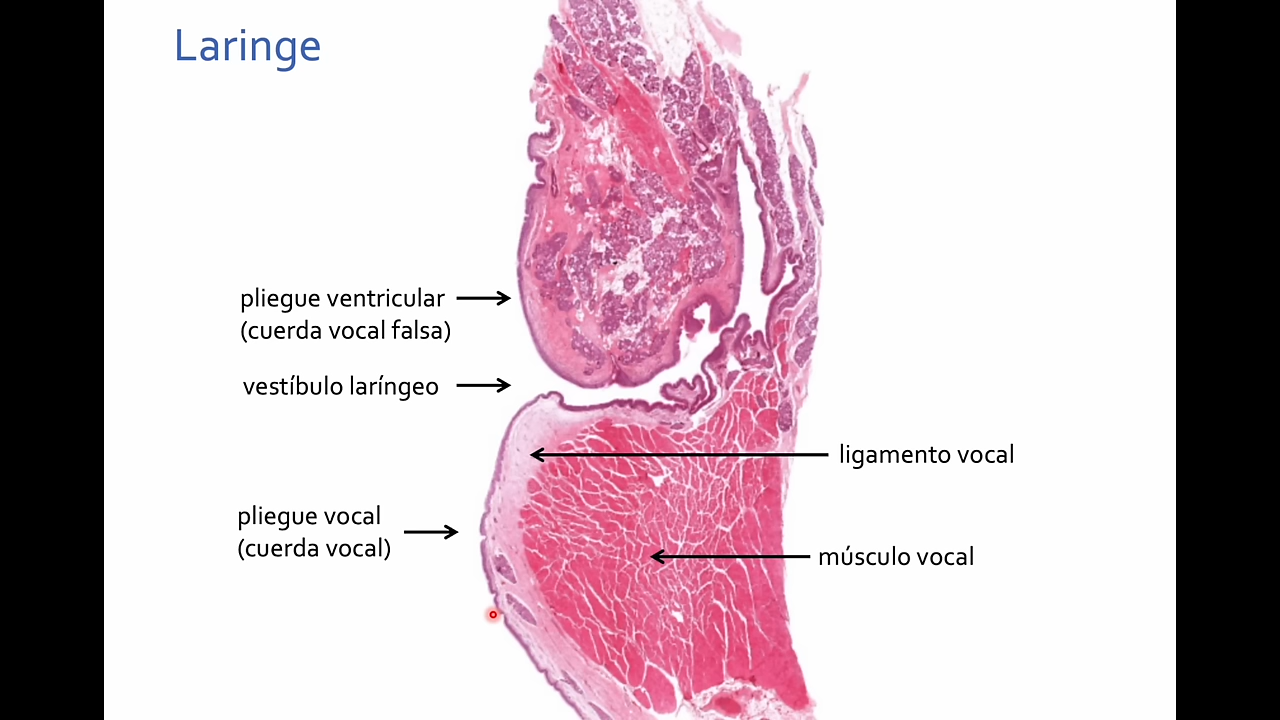 Laringe
pliegue ventricular
(cuerda vocal falsa)
vestíbulo laríngeo
ligamento vocal
pliegue vocal
(cuerda vocal)
músculo vocal